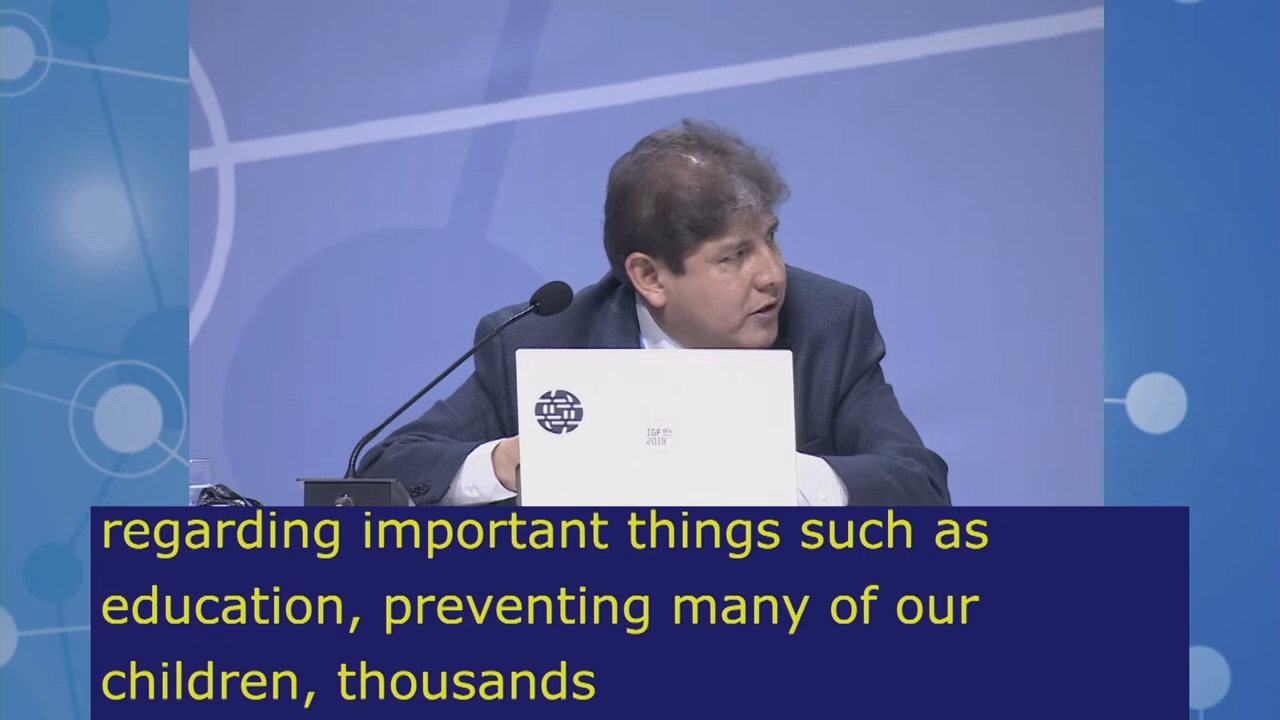 IGF
2019
regarding important things such as
education, preventing many of our
children, thousands